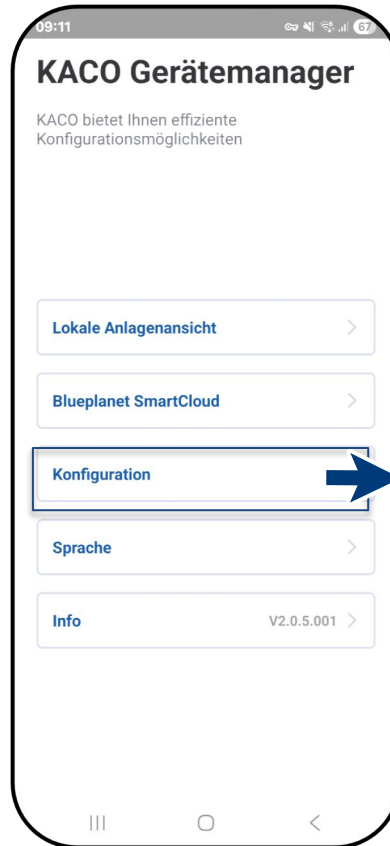 09:11
67
KACO Gerätemanager
KACO bietet Ihnen effiziente
Konfigurationsmöglichkeiten
Lokale Anlagenansicht
Blueplanet SmartCloud
Konfiguration
Sprache
Info V2.0.5.001